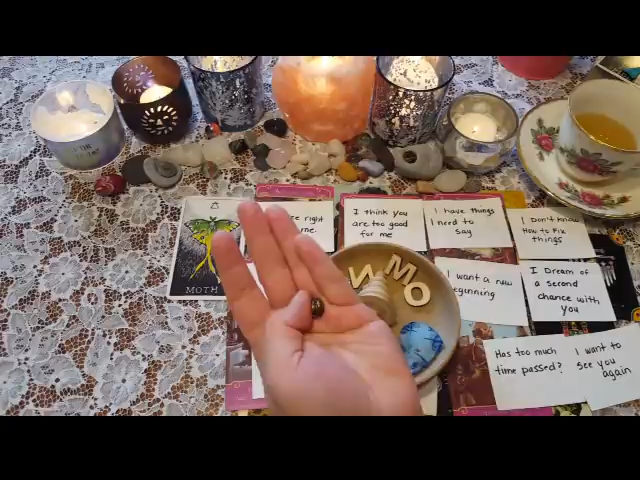 FOR
MOTH
re right
me.
I think you
are too good
for me
I have things
I need to
say
I Don't know
How to Fix
things
W
MO
I want a new
beginning
I Dream of
a second
chance with
you
Has too much
time passed?
I want to
see you
again